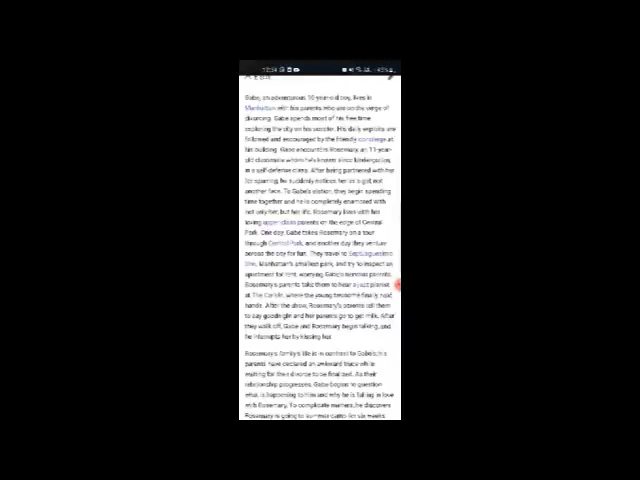 Gabe, an adventurous 10-year-old boy, lives in
Manhattan with his parents who are on the verge of
divorcing. Gabe spends most of his free time
exploring the city on his scooter. His daily exploits are
followed and encouraged by the friendly concierge at
his building. Gabe encounters Rosemary, an 11-year-
old classmate whom he's known since kindergarten,
in a self-defense class. After being partnered with her
for sparring, he suddenly notices her as a girl, not
another face. To Gabe's elation, they begin spending
time together and he is completely enamored with
not only her, but her life. Rosemary lives with her
loving upper-class parents on the edge of Central
Park. One day, Gabe takes Rosemary on a tour
through Central Park, and another day they venture
across the city for fun. They travel to Septuagesimo
Uno, Manhattan's smallest park, and try to inspect an
apartment for rent, worrying Gabe's nervous parents.
Rosemary's parents take them to hear a jazz pianist
at The Carlyle, where the young twosome finally hold
hands. After the show, Rosemary's parents tell them
to say goodnight and her parents go to get milk. After
they walk off, Gabe and Rosemary begin talking, and
he interrupts her by kissing her.
Rosemary's family's life is in contrast to Gabe's; his
parents have declared an awkward truce while
waiting for their divorce to be finalized. As their
relationship progresses, Gabe begins to question
what is happening to him and why he is falling in love
with Rosemary. To complicate matters, he discovers
Rosemary is going to summer camp for six weeks